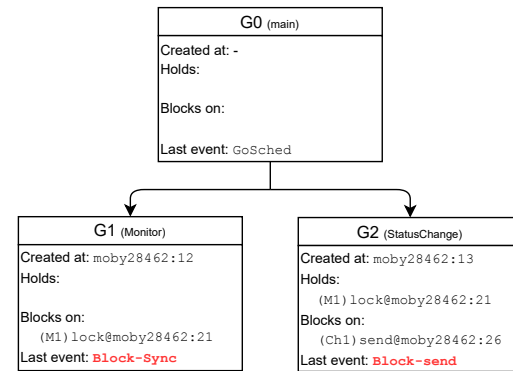 G0 (main)
Created at: -
Holds:
Blocks on:
Last event: GoSched
G1 (Monitor)
Created at: moby28462:12
Holds:
Blocks on:
(M1)lock@moby28462:21
Last event: Block-Sync
G2 (StatusChange)
Created at: moby28462:13
Holds:
(M1)lock@moby28462:21
Blocks on:
(Ch1)send@moby28462:26
Last event: Block-send